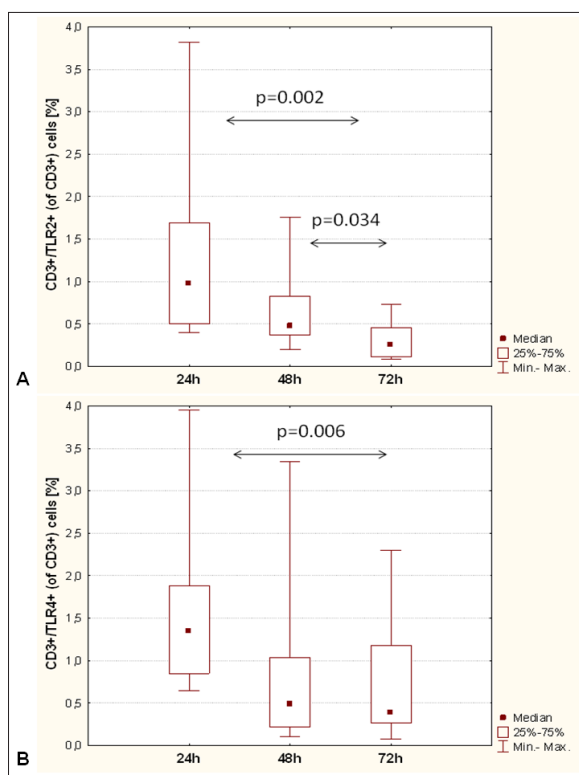 4,0
3,5
p=0.002
3,0
2,5
2,0
p=0.034
1,5
1,0
0,5
0,0
CD3+/TLR2+ (of CD3+) cells [%]
Median
25%-75%
Min.- Max.
A
24h 48h 72h
4,0
p=0.006
3,5
3,0
2,5
2,0
1,5
1,0
0,5
0,0
CD3+/TLR4+ (of CD3+) cells [%]
Median
25%-75%
Min.- Max.
B
24h 48h 72h